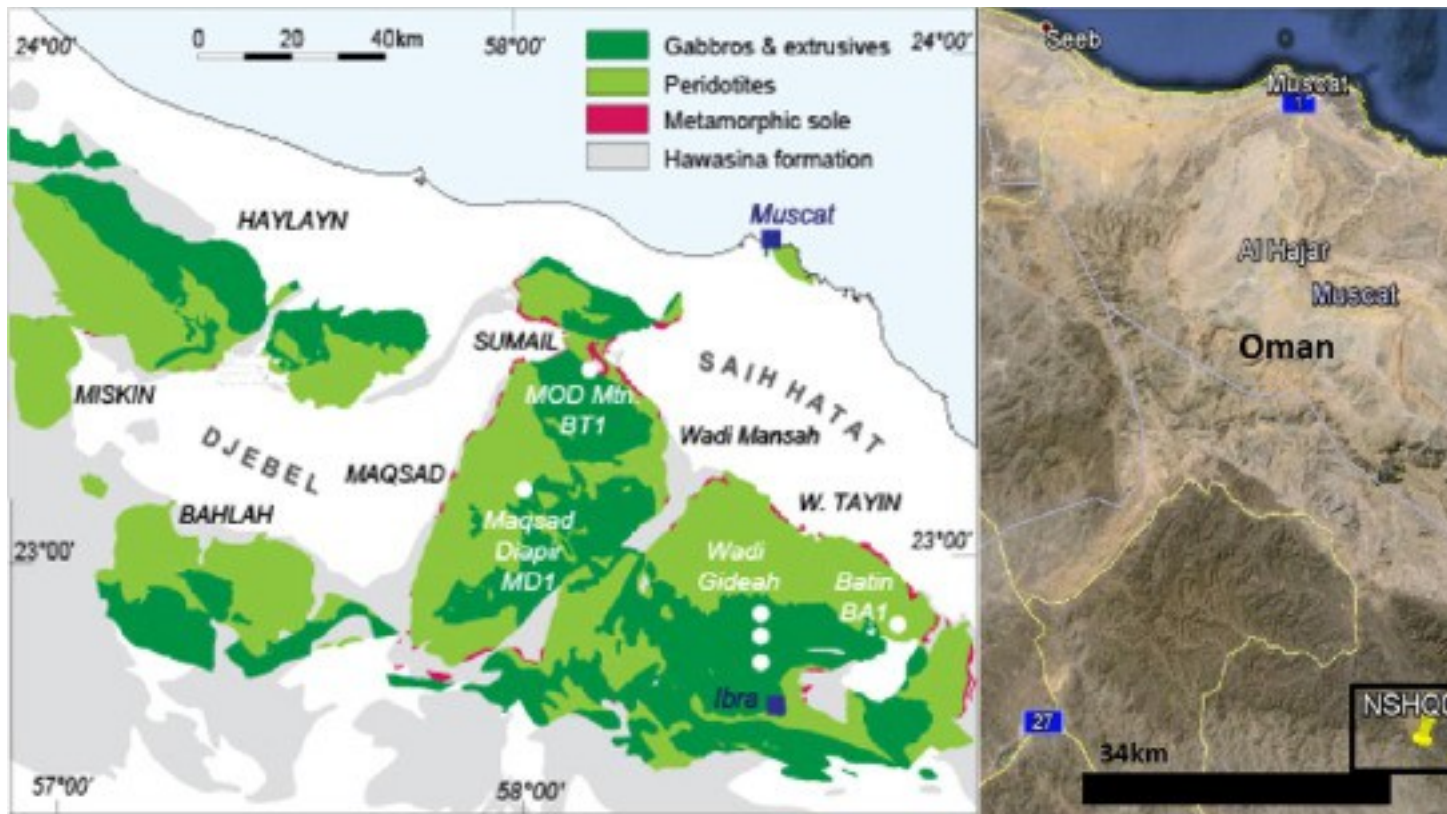 24°00'
0 20 40km
58°00'
24°00'
Gabbros & extrusives
Peridotites
Metamorphic sole
Hawasina formation
HAYLAYN
Muscat
SUMAIL
MISKIN
MOD Mtn.
BT1
SAIH HATAT
Wadi Mansah
DJEBEL
MAQSAD
BAHLAH
W. TAYIN
23°00'
Maqsad
Diapir
MD1
Wadi
Gideah
Batin
BA1
23°00'
Ibra
57°00'
58°00'
Seeb
Muscat
1
Al Hajar
Muscat
Oman
27
34km